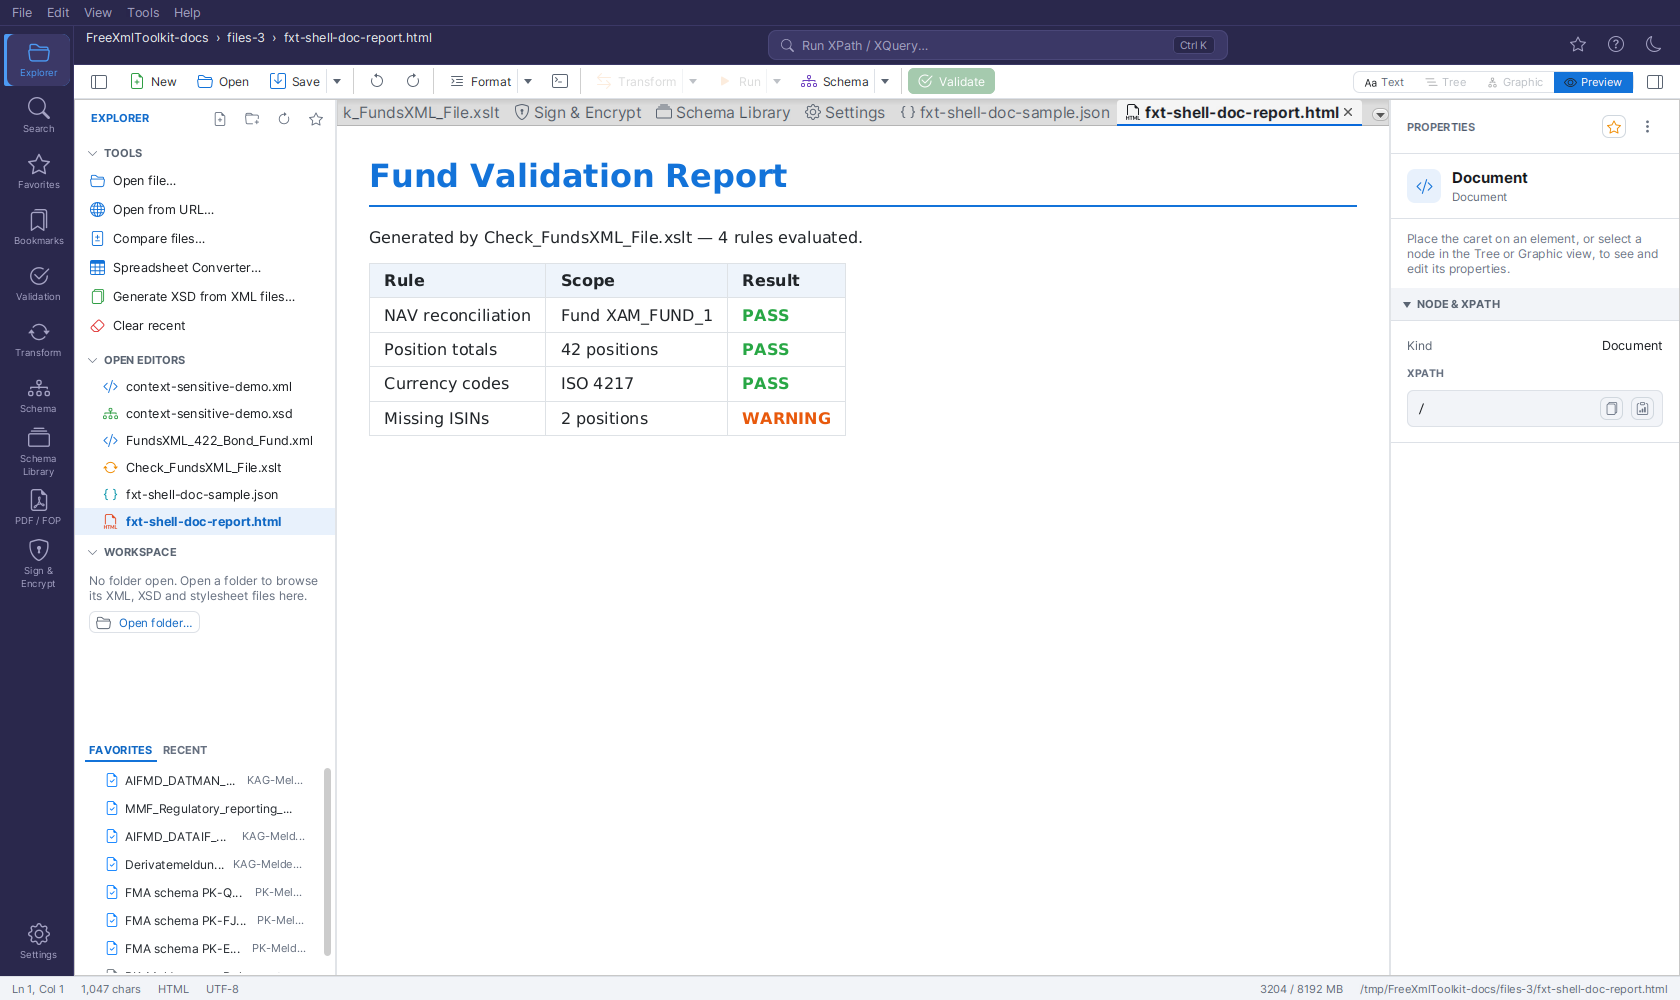 File Edit View Tools Help
FreeXmlToolkit-docs › files-3 › fxt-shell-doc-report.html
Run XPath / XQuery...
Ctrl K
New Open Save Format Transform Run Schema Validate
Text Tree Graphic Preview
Explorer
Search
Favorites
Bookmarks
Validation
Transform
Schema
Schema
Library
PDF / FOP
Sign &
Encrypt
Settings
EXPLORER
TOOLS
Open file...
Open from URL...
Compare files...
Spreadsheet Converter...
Generate XSD from XML files...
Clear recent
OPEN EDITORS
context-sensitive-demo.xml
context-sensitive-demo.xsd
FundsXML_422_Bond_Fund.xml
Check_FundsXML_File.xslt
fxt-shell-doc-sample.json
fxt-shell-doc-report.html
WORKSPACE
No folder open. Open a folder to browse
its XML, XSD and stylesheet files here.
Open folder...
FAVORITES RECENT
AIFMD_DATMAN_... KAG-Mel...
MMF_Regulatory_reporting_...
AIFMD_DATAIF_... KAG-Meld...
Derivatemeldun... KAG-Melde...
FMA schema PK-Q... PK-Mel...
FMA schema PK-FJ... PK-Mel...
FMA schema PK-E... PK-Meld...
k_FundsXML_File.xslt Sign & Encrypt Schema Library Settings fxt-shell-doc-sample.json fxt-shell-doc-report.html
Fund Validation Report
Generated by Check_FundsXML_File.xslt — 4 rules evaluated.
Rule Scope Result
NAV reconciliation Fund XAM_FUND_1 PASS
Position totals 42 positions PASS
Currency codes ISO 4217 PASS
Missing ISINs 2 positions WARNING
PROPERTIES
Document
Document
Place the caret on an element, or select a
node in the Tree or Graphic view, to see and
edit its properties.
NODE & XPATH
Kind Document
XPATH
/
Ln 1, Col 1 1,047 chars HTML UTF-8 3204 / 8192 MB /tmp/FreeXmlToolkit-docs/files-3/fxt-shell-doc-report.html